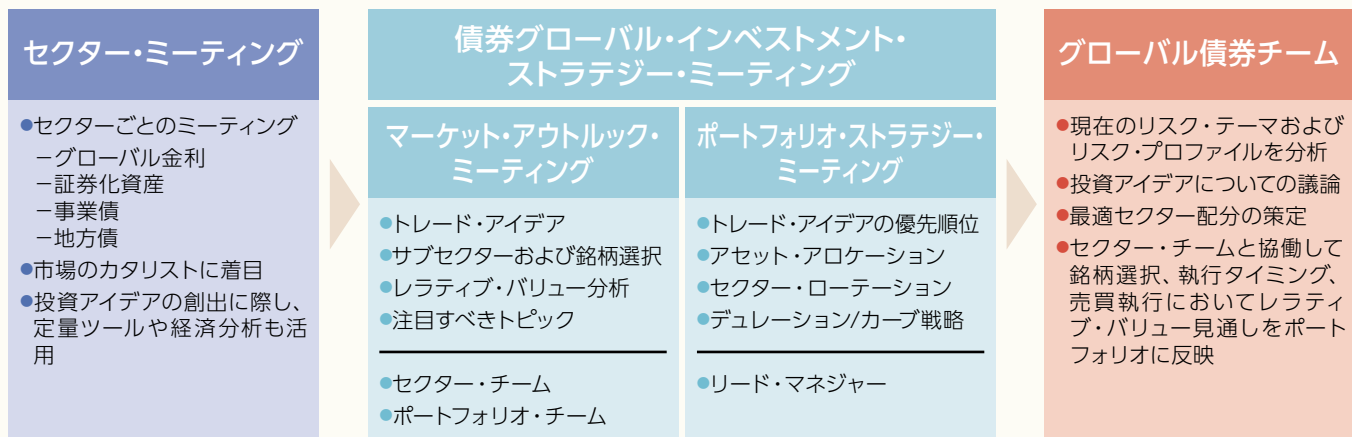 セクター・ミーティング
●セクターごとのミーティング
－グローバル金利
－証券化資産
－事業債
－地方債
●市場のカタリストに着目
●投資アイデアの創出に際し、
定量ツールや経済分析も活
用
債券グローバル・インベストメント・
ストラテジー・ミーティング
マーケット・アウトルック・
ミーティング
●トレード・アイデア
●サブセクターおよび銘柄選択
●レラティブ・バリュー分析
●注目すべきトピック
●セクター・チーム
●ポートフォリオ・チーム
ポートフォリオ・ストラテジー・
ミーティング
●トレード・アイデアの優先順位
●アセット・アロケーション
●セクター・ローテーション
●デュレーション/カーブ戦略
●リード・マネジャー
グローバル債券チーム
●現在のリスク・テーマおよび
リスク・プロファイルを分析
●投資アイデアについての議論
●最適セクター配分の策定
●セクター・チームと協働して
銘柄選択、執行タイミング、
売買執行においてレラティ
ブ・バリュー見通しをポート
フォリオに反映